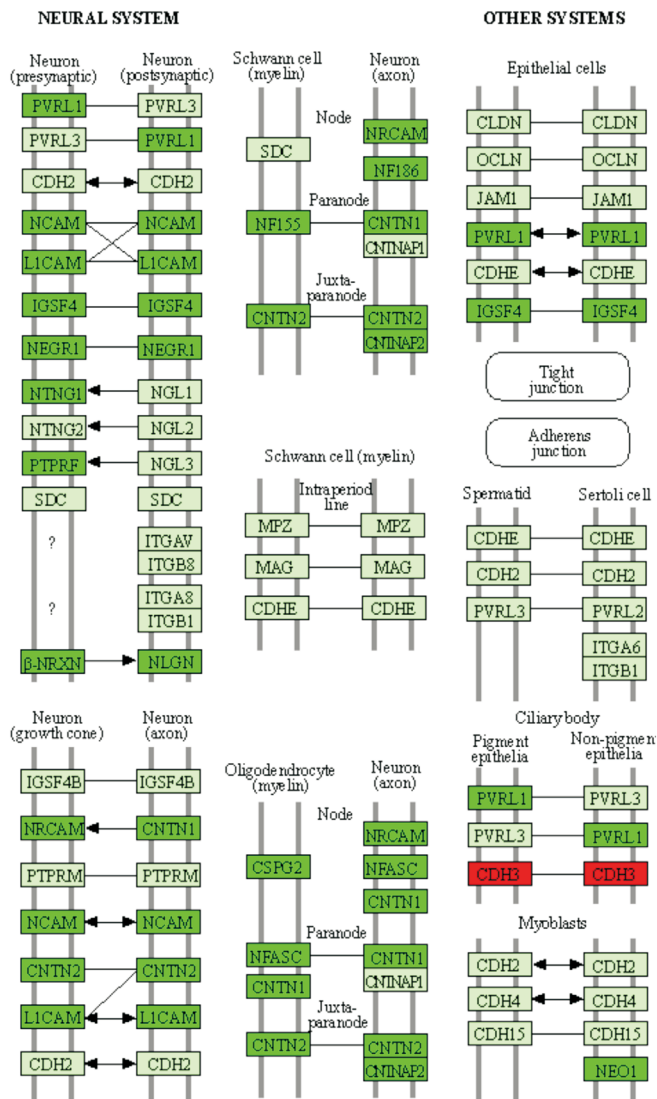 NEURAL SYSTEM
Neuron
(presynaptic)
Neuron
(postsynaptic)
PVRL1
PVRL3
PVRL3
PVRL1
CDH2
CDH2
NCAM
NCAM
L1CAM
L1CAM
IGSF4
IGSF4
NEGR1
NEGR1
NTNG1
NGL1
NTNG2
NGL2
PTPRF
NGL3
SDC
SDC
?
ITGAV
ITGB8
?
ITGA8
ITGB1
β-NRXN
NLGN
Neuron
(growth cone)
Neuron
(axon)
IGSF4B
IGSF4B
NRCAM
CNTN1
PTPRM
PTPRM
NCAM
NCAM
CNTN2
CNTN2
L1CAM
L1CAM
CDH2
CDH2
Schwann cell
(myelin)
Neuron
(axon)
Node
NRCAM
SDC
NF186
Paranode
NF155
CNTN1
CNTNAP1
Juxta-
paranode
CNTN2
CNTN2
CNTNAP2
Schwann cell (myelin)
Intraperiod
line
MPZ
MPZ
MAG
MAG
CDHE
CDHE
Oligodendrocyte
(myelin)
Neuron
(axon)
Node
NRCAM
CSPG2
NFASC
CNTN1
Paranode
NFASC
CNTN1
CNTNAP1
CNTN1
Juxta-
paranode
CNTN2
CNTN2
CNTNAP2
OTHER SYSTEMS
Epithelial cells
CLDN
CLDN
OCLN
OCLN
JAM1
JAM1
PVRL1
PVRL1
CDHE
CDHE
IGSF4
IGSF4
Tight
junction
Adherens
junction
Spermatid
Sertoli cell
CDHE
CDHE
CDH2
CDH2
PVRL3
PVRL2
ITGA6
ITGB1
Ciliary body
Pigment
epithelia
Non-pigment
epithelia
PVRL1
PVRL3
PVRL3
PVRL1
CDH3
CDH3
Myoblasts
CDH2
CDH2
CDH4
CDH4
CDH15
CDH15
NEO1